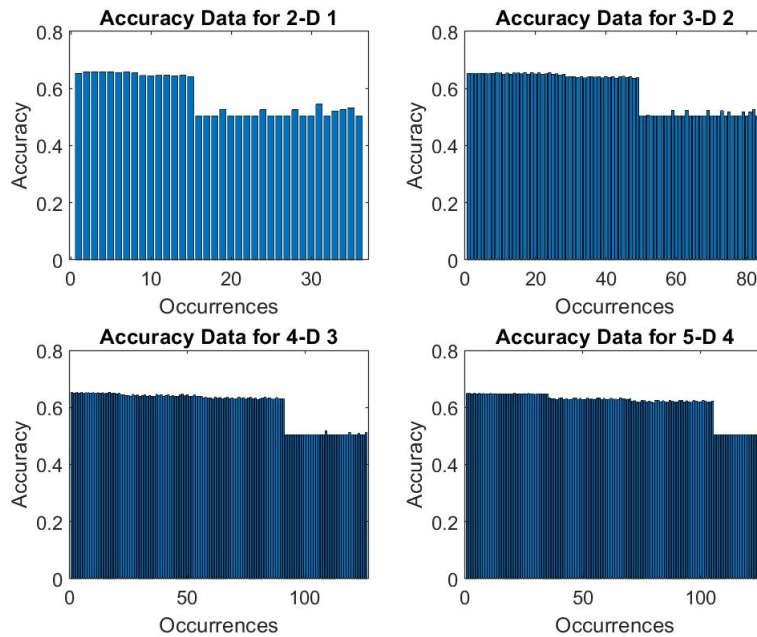 Accuracy Data for 2-D 1
0.8
0.6
0.4
0.2
0
Accuracy
0 10 20 30
Occurrences
Accuracy Data for 3-D 2
0.8
0.6
0.4
0.2
0
Accuracy
0 20 40 60 80
Occurrences
Accuracy Data for 4-D 3
0.8
0.6
0.4
0.2
0
Accuracy
0 50 100
Occurrences
Accuracy Data for 5-D 4
0.8
0.6
0.4
0.2
0
Accuracy
0 50 100
Occurrences